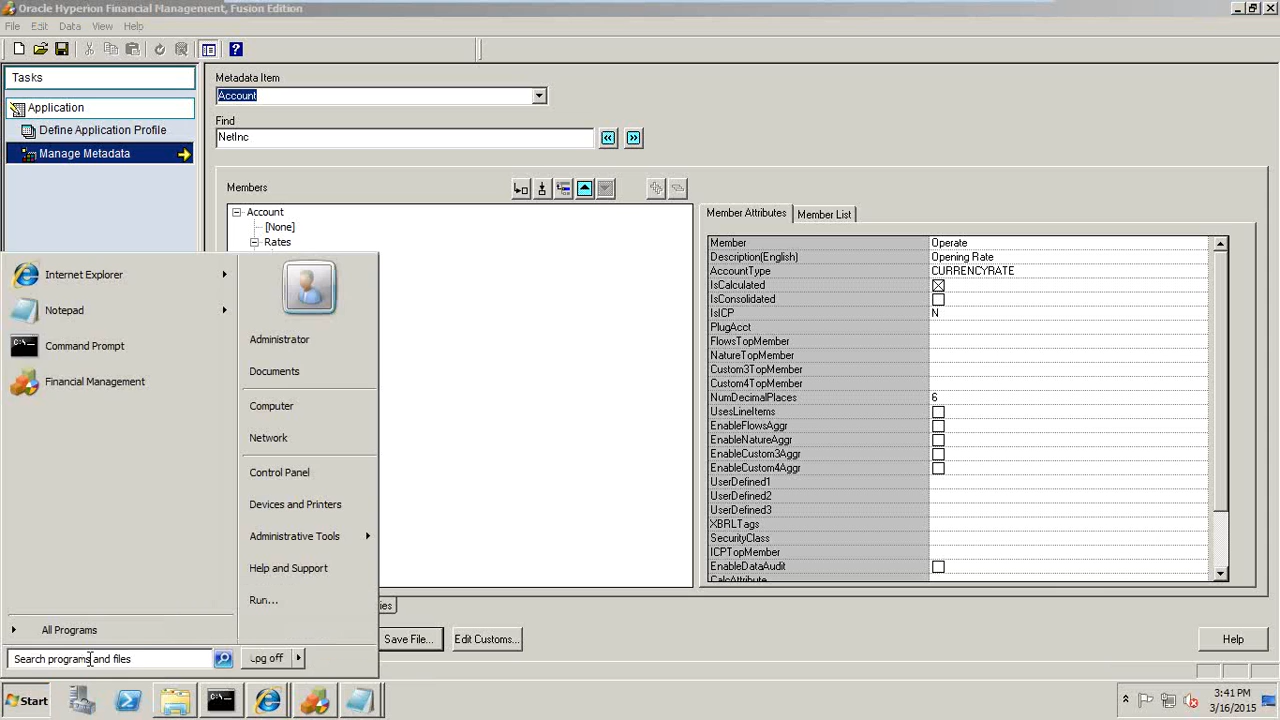 Oracle Hyperion Financial Management, Fusion Edition
File Edit Data View Help
Tasks
Application
Define Application Profile
Manage Metadata
Metadata Item
Account
Find
NetInc
Members
Account
[None]
Rates
Member Attributes
Member List
Member Operate
Description(English) Opening Rate
AccountType CURRENCYRATE
IsCalculated
IsConsolidated
IsICP N
PlugAcct
FlowsTopMember
NatureTopMember
Custom3TopMember
Custom4TopMember
NumDecimalPlaces 6
UsesLineItems
EnableFlowsAggr
EnableNatureAggr
EnableCustom3Aggr
EnableCustom4Aggr
UserDefined1
UserDefined2
UserDefined3
XBRLTags
SecurityClass
ICPTopMember
EnableDataAudit
CalcAttribute
ies
Save File...
Edit Customs...
Help
Internet Explorer
Notepad
Command Prompt
Financial Management
All Programs
Search programs and files
Administrator
Documents
Computer
Network
Control Panel
Devices and Printers
Administrative Tools
Help and Support
Run...
Log off
Start
3:41 PM
3/16/2015